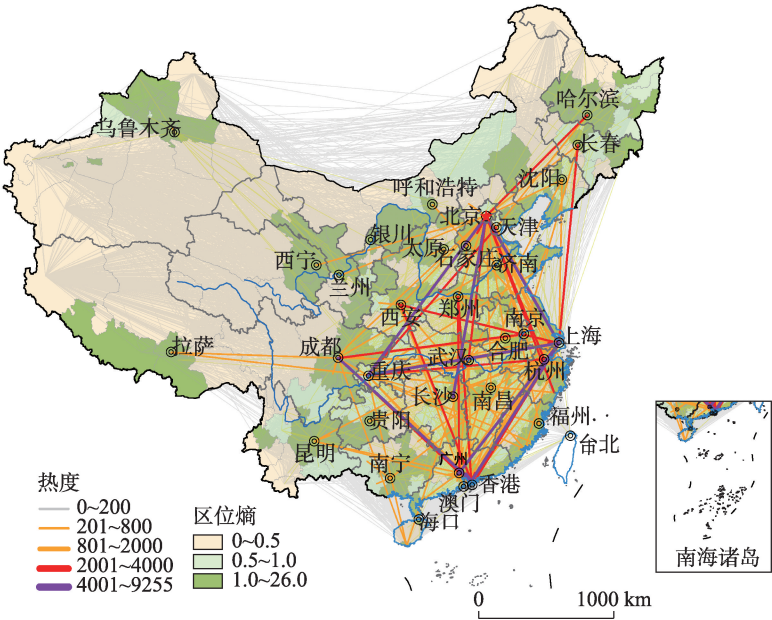 哈尔滨
乌鲁木齐
长春
沈阳
呼和浩特
北京
天津
银川
太原
石家庄
济南
西宁
兰州
西安
郑州
南京
上海
拉萨
成都
武汉
合肥
杭州
重庆
长沙
南昌
贵阳
福州
台北
昆明
南宁
广州
香港
澳门
海口
热度
0~200
201~800
801~2000
2001~4000
4001~9255
区位熵
0~0.5
0.5~1.0
1.0~26.0
南海诸岛
0 1000 km